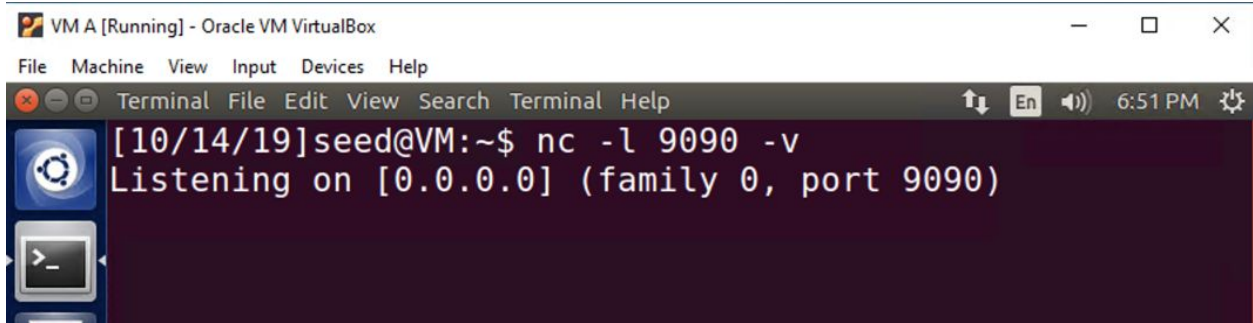 VM A [Running] - Oracle VM VirtualBox
File Machine View Input Devices Help
Terminal File Edit View Search Terminal Help En 6:51 PM
[10/14/19]seed@VM:~$ nc -l 9090 -v
Listening on [0.0.0.0] (family 0, port 9090)
>_